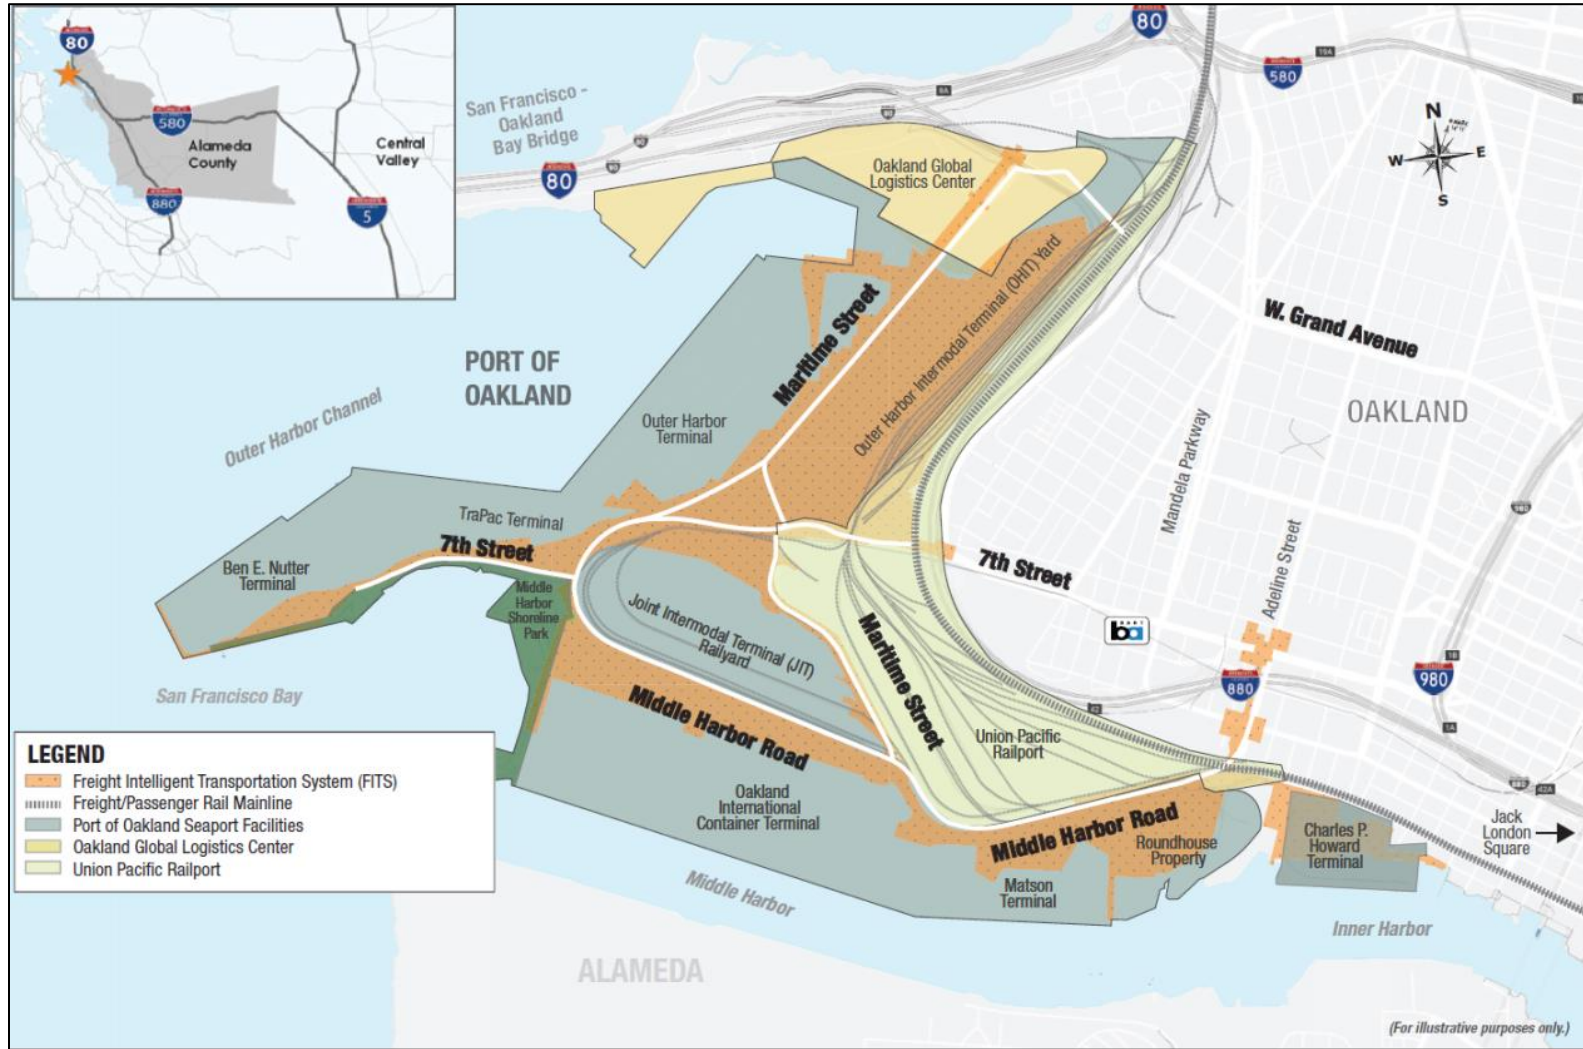 80
580
Alameda
County
Central
Valley
880
5
San Francisco -
Oakland
Bay Bridge
80
80
580
N
W
E
S
Oakland Global
Logistics Center
Maritime Street
Outer Harbor Intermodal Terminal (OHIT) Yard
W. Grand Avenue
PORT OF
OAKLAND
OAKLAND
Outer Harbor Channel
Outer Harbor
Terminal
Mandela Parkway
Adeline Street
TraPac Terminal
7th Street
7th Street
Ben E. Nutter
Terminal
Middle
Harbor
Shoreline
Park
Joint Intermodal Terminal (JIT)
Railyard
BART
ba
Maritime Street
880
980
San Francisco Bay
Middle Harbor Road
Union Pacific
Railport
LEGEND
Freight Intelligent Transportation System (FITS)
Freight/Passenger Rail Mainline
Port of Oakland Seaport Facilities
Oakland Global Logistics Center
Union Pacific Railport
Oakland
International
Container Terminal
Middle Harbor Road
Roundhouse
Property
Charles P.
Howard
Terminal
Jack
London
Square
Matson
Terminal
Middle Harbor
Inner Harbor
ALAMEDA
(For illustrative purposes only.)